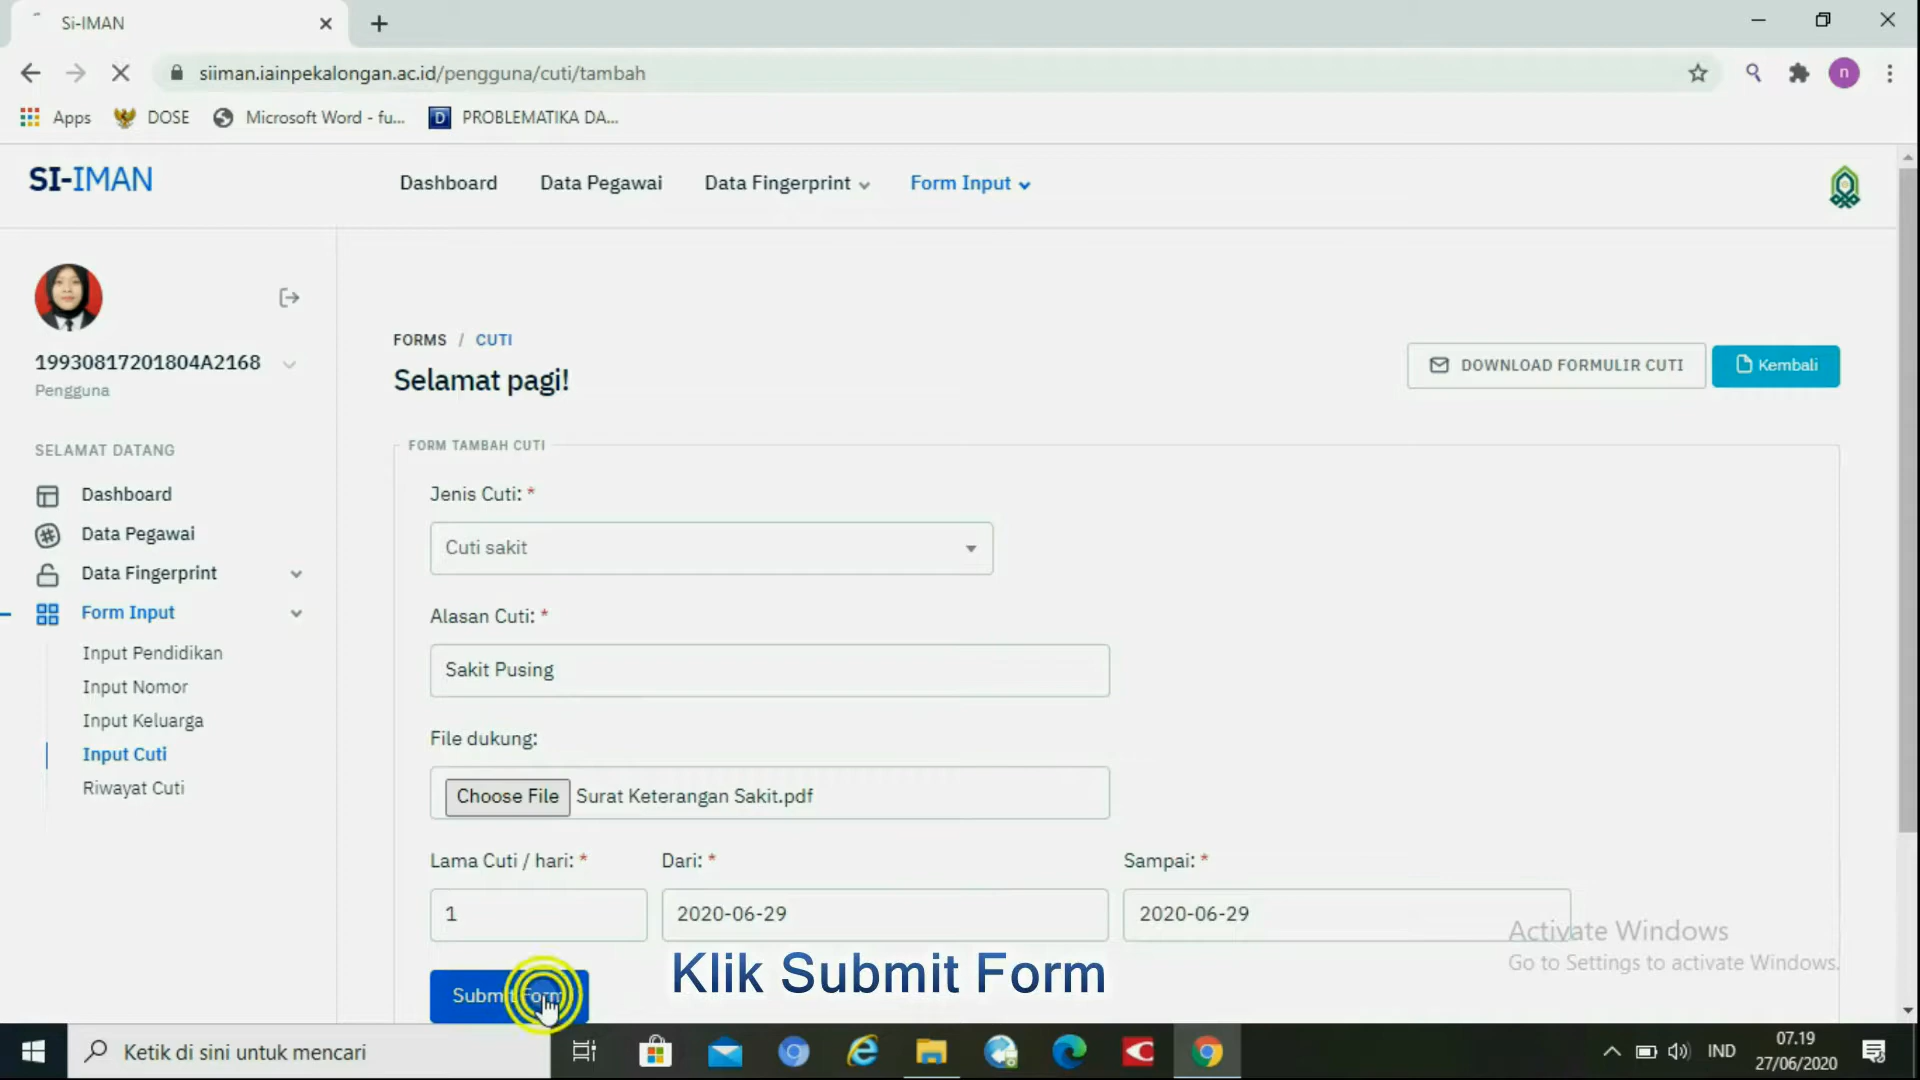 Si-IMAN
siiman.iainpekalongan.ac.id/pengguna/cuti/tambah
n
Apps
DOSE
Microsoft Word - fu...
D
PROBLEMATIKA DA...
SI-IMAN
Dashboard
Data Pegawai
Data Fingerprint
Form Input
19930817201804A2168
Pengguna
SELAMAT DATANG
Dashboard
Data Pegawai
Data Fingerprint
Form Input
Input Pendidikan
Input Nomor
Input Keluarga
Input Cuti
Riwayat Cuti
FORMS / CUTI
Selamat pagi!
DOWNLOAD FORMULIR CUTI
Kembali
FORM TAMBAH CUTI
Jenis Cuti: *
Cuti sakit
Alasan Cuti: *
Sakit Pusing
File dukung:
Choose File Surat Keterangan Sakit.pdf
Lama Cuti / hari: *
Dari: *
Sampai: *
1
2020-06-29
2020-06-29
Submit Form
Klik Submit Form
Activate Windows
Go to Settings to activate Windows.
Ketik di sini untuk mencari
IND
07.19
27/06/2020